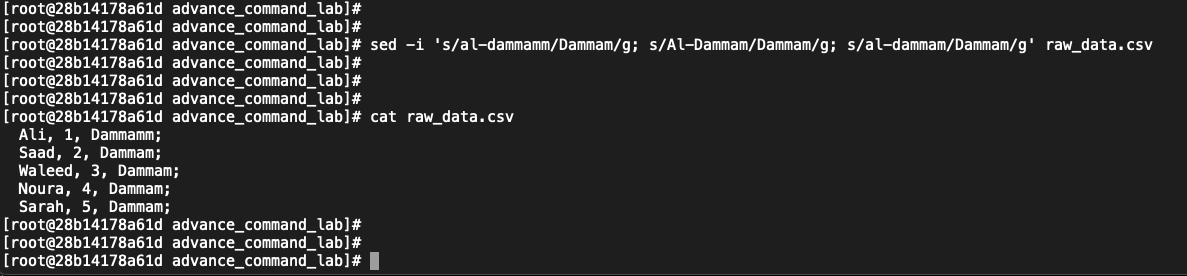 [root@28b14178a61d advance_command_lab]#
[root@28b14178a61d advance_command_lab]#
[root@28b14178a61d advance_command_lab]# sed -i 's/al-dammamm/Dammam/g; s/Al-Dammam/Dammam/g; s/al-dammam/Dammam/g' raw_data.csv
[root@28b14178a61d advance_command_lab]#
[root@28b14178a61d advance_command_lab]#
[root@28b14178a61d advance_command_lab]#
[root@28b14178a61d advance_command_lab]# cat raw_data.csv
  Ali, 1, Dammamm;
  Saad, 2, Dammam;
  Waleed, 3, Dammam;
  Noura, 4, Dammam;
  Sarah, 5, Dammam;
[root@28b14178a61d advance_command_lab]#
[root@28b14178a61d advance_command_lab]#
[root@28b14178a61d advance_command_lab]#